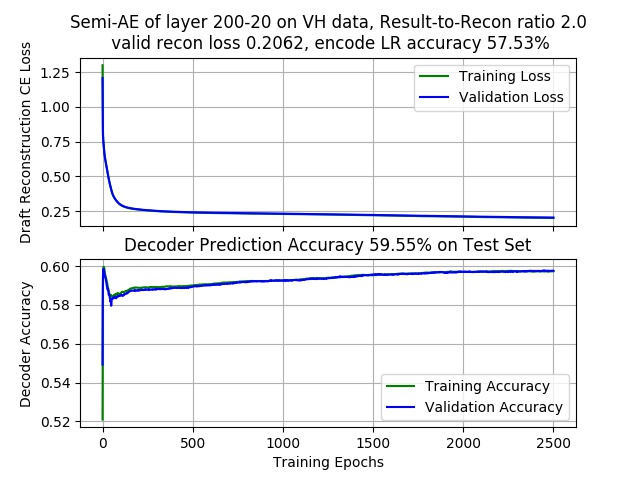 Semi-AE of layer 200-20 on VH data, Result-to-Recon ratio 2.0
valid recon loss 0.2062, encode LR accuracy 57.53%
Draft Reconstruction CE Loss
1.25
1.00
0.75
0.50
0.25
Training Loss
Validation Loss
Decoder Prediction Accuracy 59.55% on Test Set
Decoder Accuracy
0.60
0.58
0.56
0.54
0.52
Training Accuracy
Validation Accuracy
0 500 1000 1500 2000 2500
Training Epochs